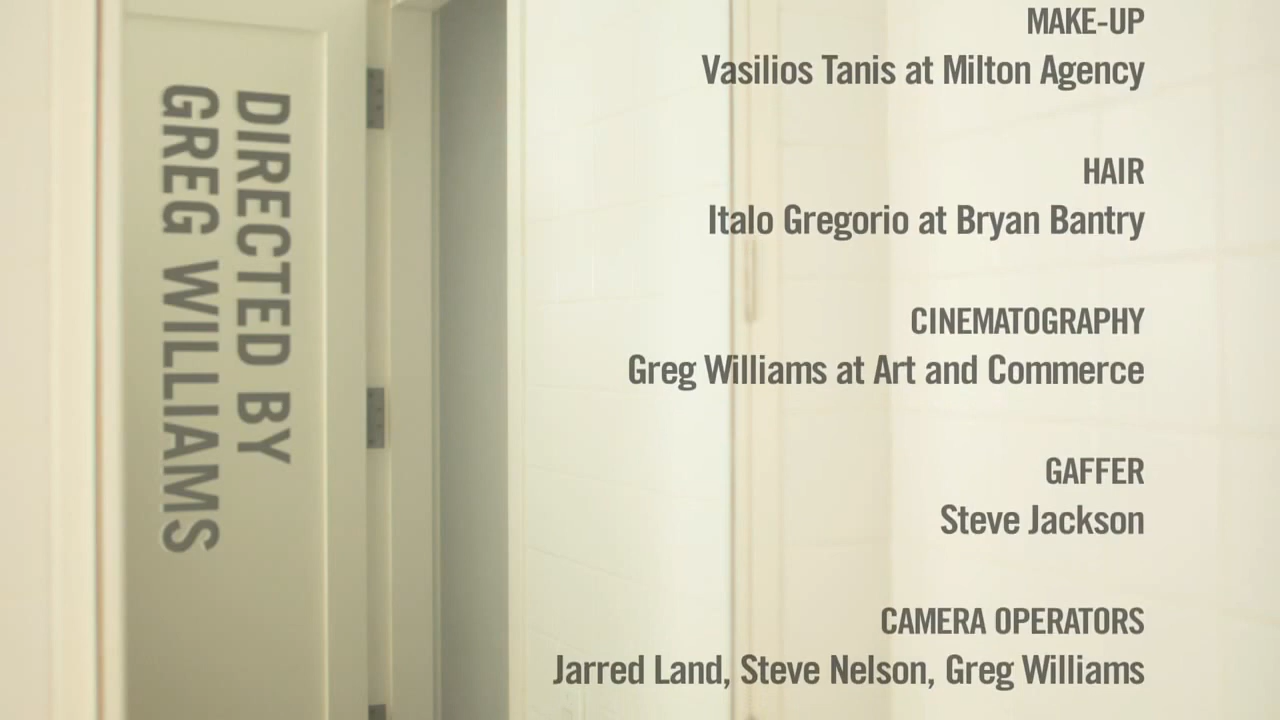 DIRECTED BY
GREG WILLIAMS
MAKE-UP
Vasilios Tanis at Milton Agency
HAIR
Italo Gregorio at Bryan Bantry
CINEMATOGRAPHY
Greg Williams at Art and Commerce
GAFFER
Steve Jackson
CAMERA OPERATORS
Jarred Land, Steve Nelson, Greg Williams